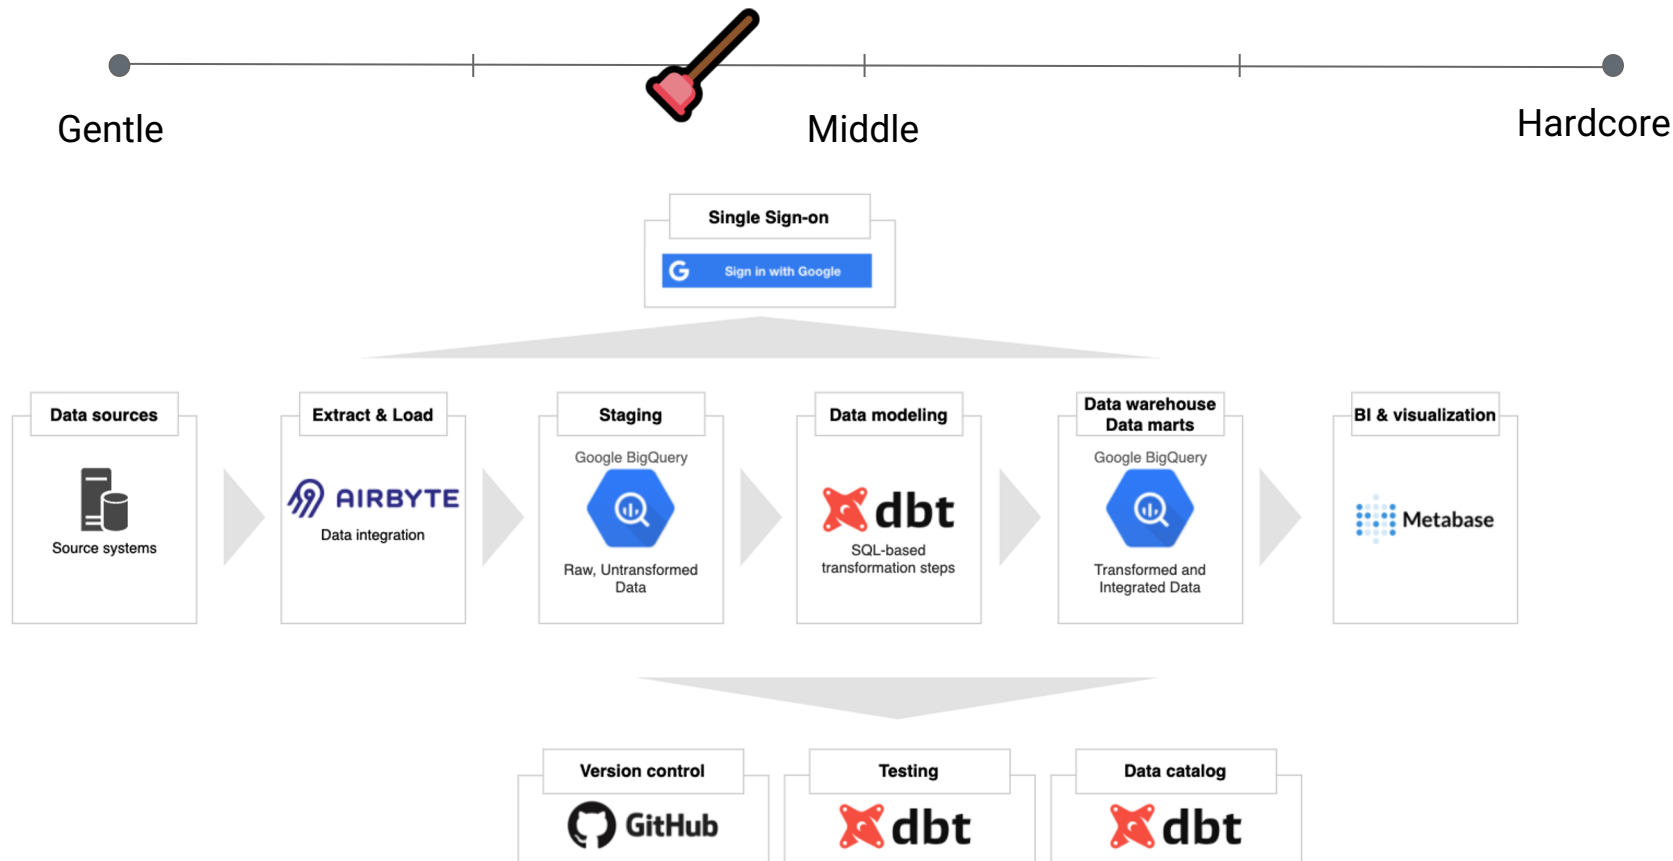 Gentle
Middle
Hardcore
Single Sign-on
G
Sign in with Google
Data sources
Source systems
Extract & Load
AIRBYTE
Data integration
Staging
Google BigQuery
Raw, Untransformed
Data
Data modeling
dbt
SQL-based
transformation steps
Data warehouse
Data marts
Google BigQuery
Transformed and
Integrated Data
BI & visualization
Metabase
Version control
GitHub
Testing
dbt
Data catalog
dbt